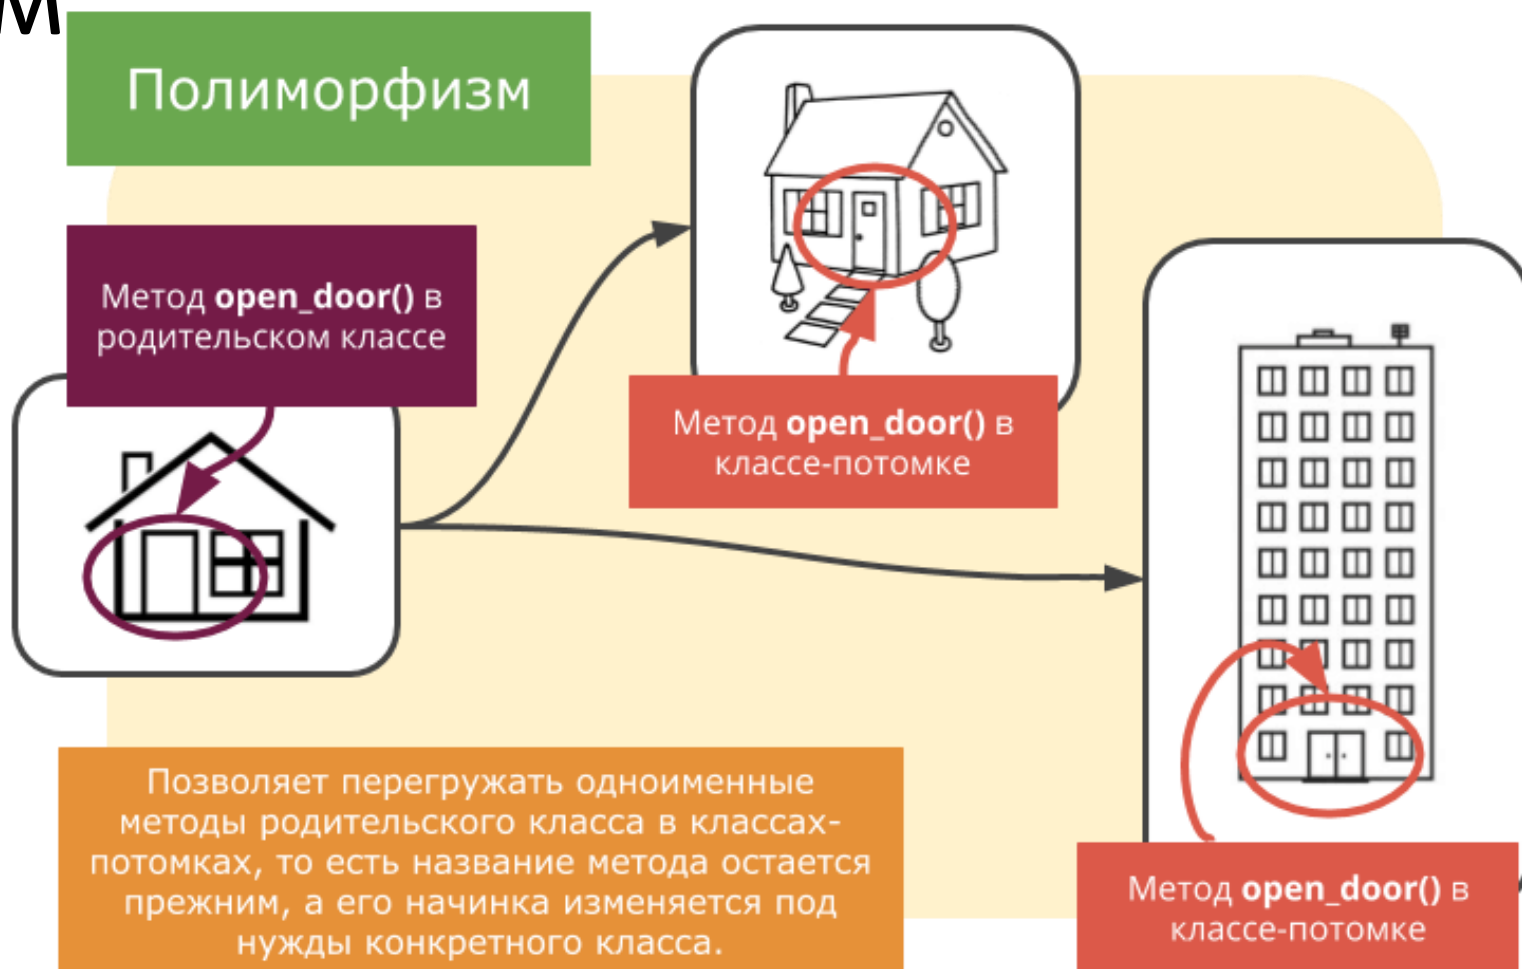 м
Полиморфизм
Метод open_door() в
родительском классе
Метод open_door() в
классе-потомке
Позволяет перегружать одноименные
методы родительского класса в классах-
потомках, то есть название метода остается
прежним, а его начинка изменяется под
нужды конкретного класса.
Метод open_door() в
классе-потомке